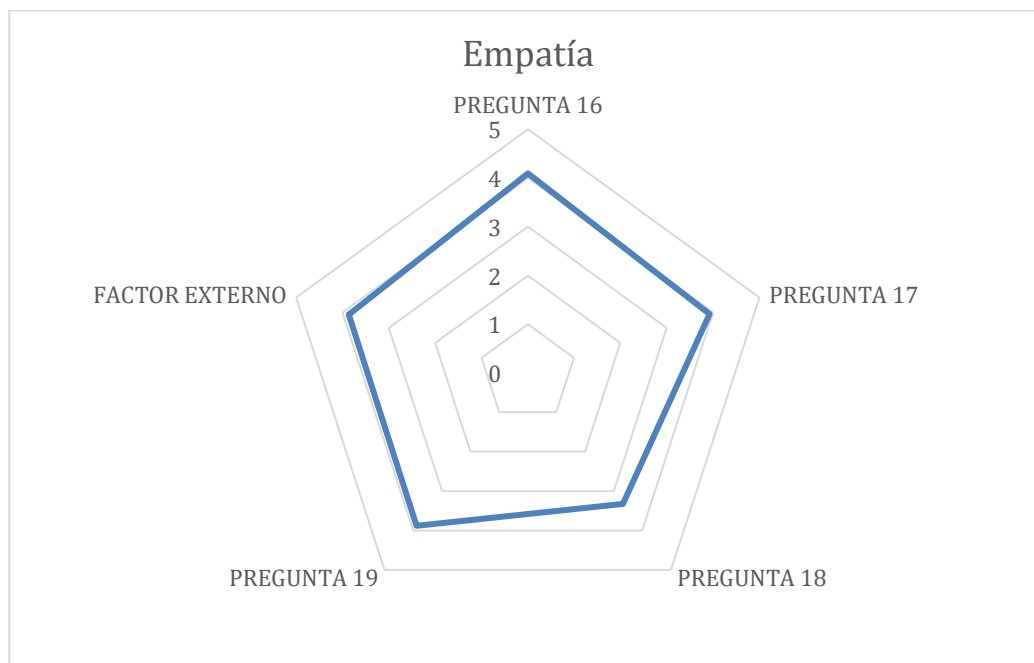 Empatía
PREGUNTA 16
5
4
3
2
1
0
FACTOR EXTERNO
PREGUNTA 17
PREGUNTA 19
PREGUNTA 18